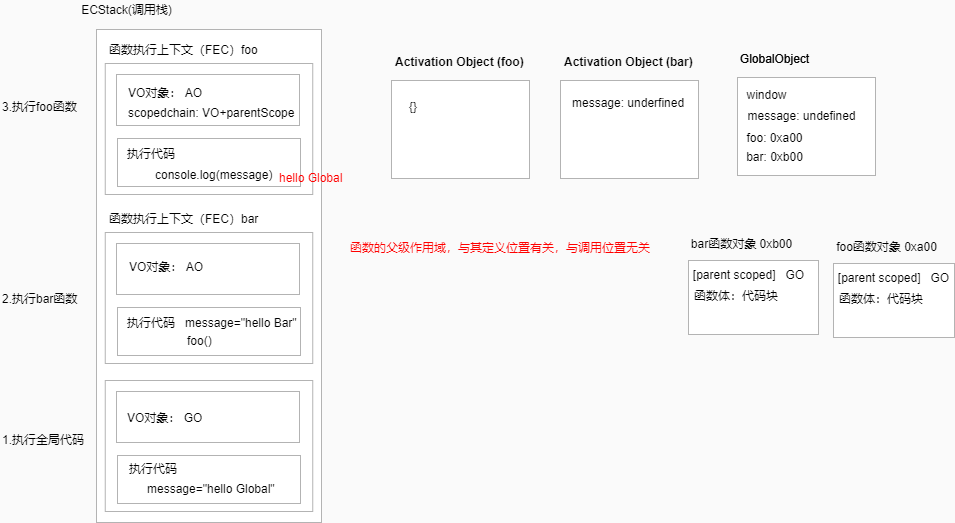 ECStack(调用栈)
函数执行上下文（FEC）foo
3.执行foo函数
VO对象： AO
scopedchain: VO+parentScope
执行代码
console.log(message) hello Global
Activation Object (foo)
{}
Activation Object (bar)
message: underfined
GlobalObject
window
message: undefined
foo: 0xa00
bar: 0xb00
函数执行上下文（FEC）bar
2.执行bar函数
VO对象： AO
执行代码 message="hello Bar"
foo()
函数的父级作用域，与其定义位置有关，与调用位置无关
bar函数对象 0xb00
[parent scoped] GO
函数体：代码块
foo函数对象 0xa00
[parent scoped] GO
函数体：代码块
1.执行全局代码
VO对象： GO
执行代码
message="hello Global"